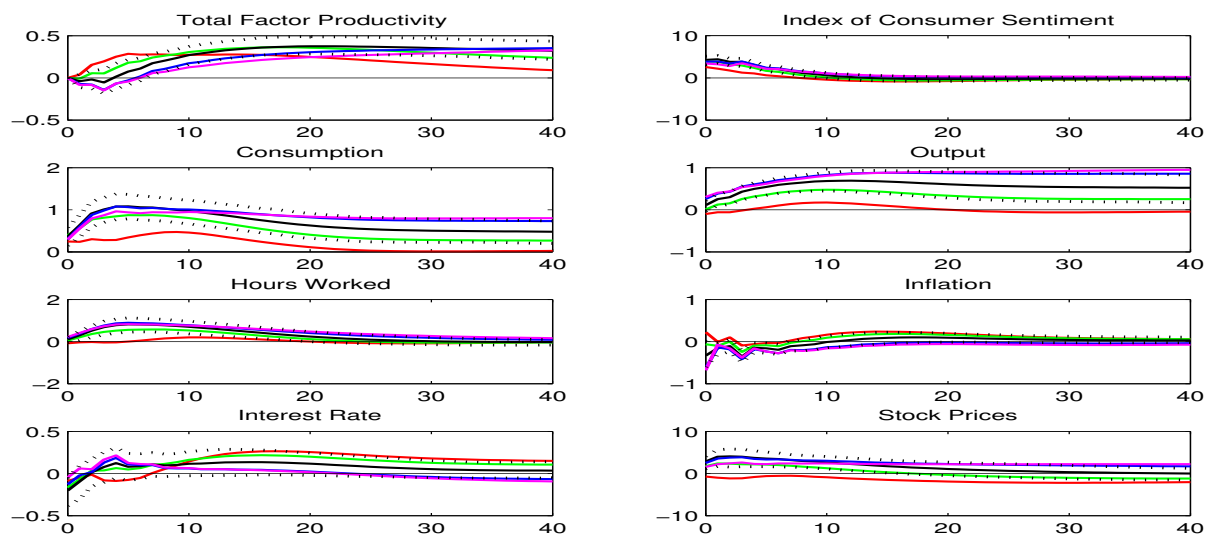 Total Factor Productivity
0.5
0
−0.5
0 10 20 30 40
Index of Consumer Sentiment
10
0
−10
0 10 20 30 40
Consumption
2
1
0
0 10 20 30 40
Output
1
0
−1
0 10 20 30 40
Hours Worked
2
0
−2
0 10 20 30 40
Inflation
1
0
−1
0 10 20 30 40
Interest Rate
0.5
0
−0.5
0 10 20 30 40
Stock Prices
10
0
−10
0 10 20 30 40